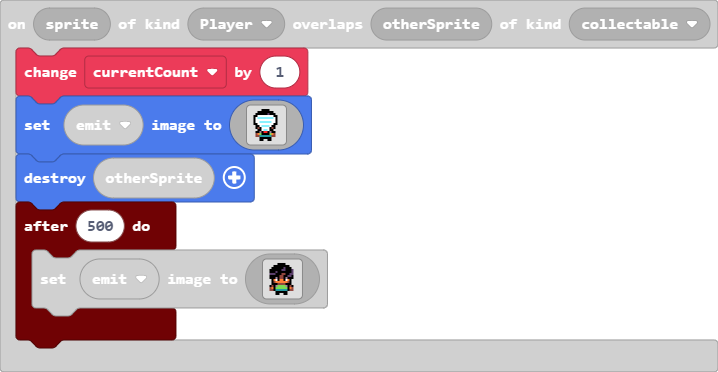 on sprite of kind Player overlaps otherSprite of kind collectable
change currentCount by 1
set emit image to
destroy otherSprite
after 500 do
set emit image to